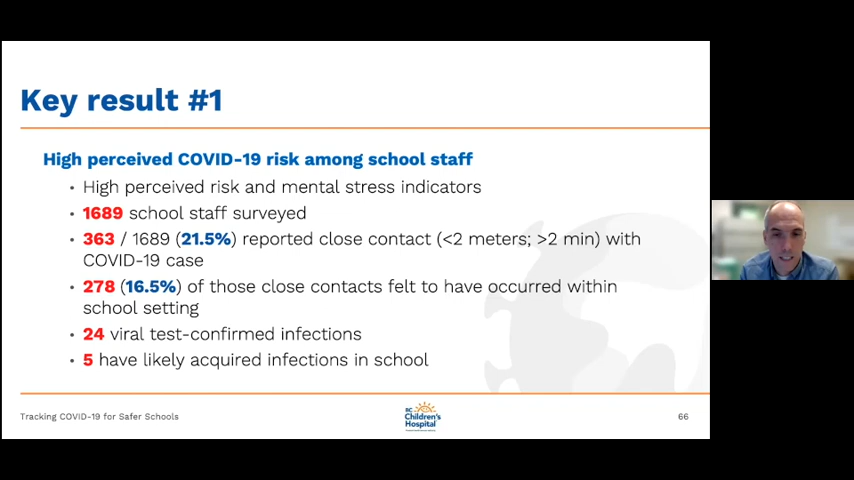 Key result #1
High perceived COVID-19 risk among school staff
• High perceived risk and mental stress indicators
• 1689 school staff surveyed
• 363 / 1689 (21.5%) reported close contact (<2 meters; >2 min) with
COVID-19 case
• 278 (16.5%) of those close contacts felt to have occurred within
school setting
• 24 viral test-confirmed infections
• 5 have likely acquired infections in school
Tracking COVID-19 for Safer Schools
BC
Children's
Hospital
66